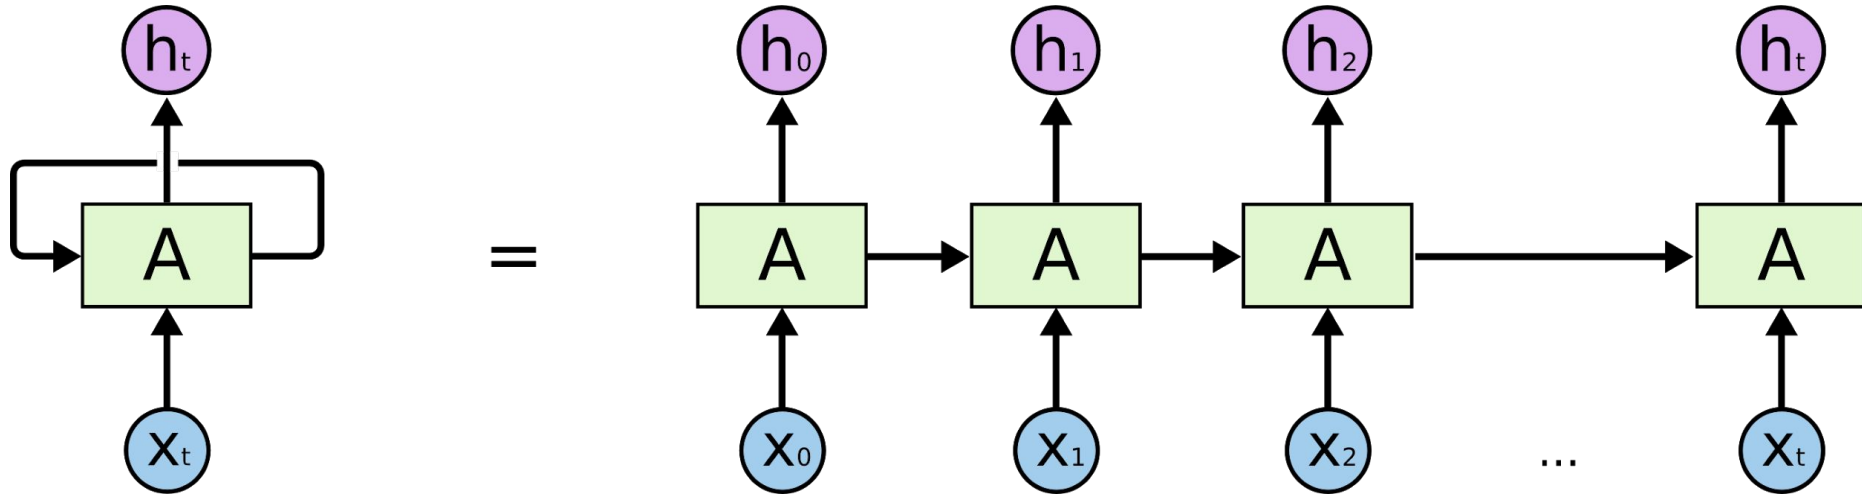 hₜ h₀ h₁ h₂ hₜ
A = A A A A
xₜ x₀ x₁ x₂ ... xₜ